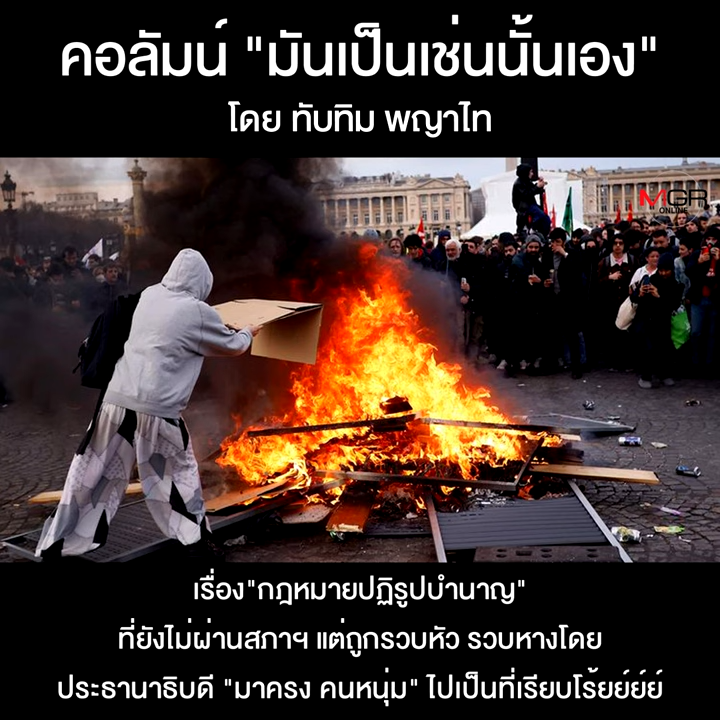 คอลัมน์ "มันเป็นเช่นนั้นเอง"
โดย ทับทิม พญาไท
MGR
ONLINE
เรื่อง"กฎหมายปฏิรูปบำนาญ"
ที่ยังไม่ผ่านสภาฯ แต่ถูกรวบหัว รวบหางโดย
ประธานาธิบดี "มาครง คนหนุ่ม" ไปเป็นที่เรียบโร้ยย์ย์ย์